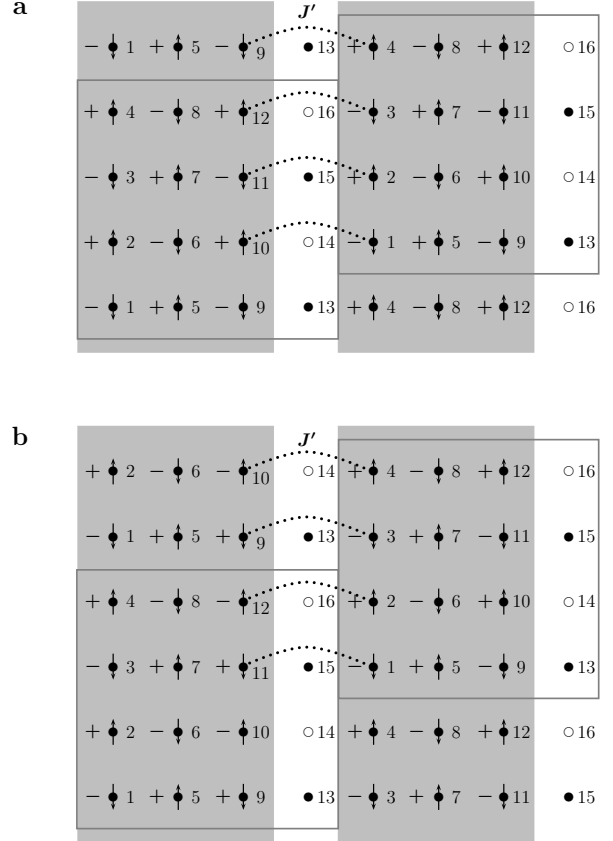 a
J′
− 1 + 5 − 9 13 + 4 − 8 + 12 16
+ 4 − 8 + 12 16 − 3 + 7 − 11 15
− 3 + 7 − 11 15 + 2 − 6 + 10 14
+ 2 − 6 + 10 14 − 1 + 5 − 9 13
− 1 + 5 − 9 13 + 4 − 8 + 12 16
b
J′
+ 2 − 6 − 10 14 + 4 − 8 + 12 16
− 1 + 5 + 9 13 − 3 + 7 − 11 15
+ 4 − 8 − 12 16 + 2 − 6 + 10 14
− 3 + 7 + 11 15 − 1 + 5 − 9 13
+ 2 − 6 − 10 14 + 4 − 8 + 12 16
− 1 + 5 + 9 13 − 3 + 7 − 11 15